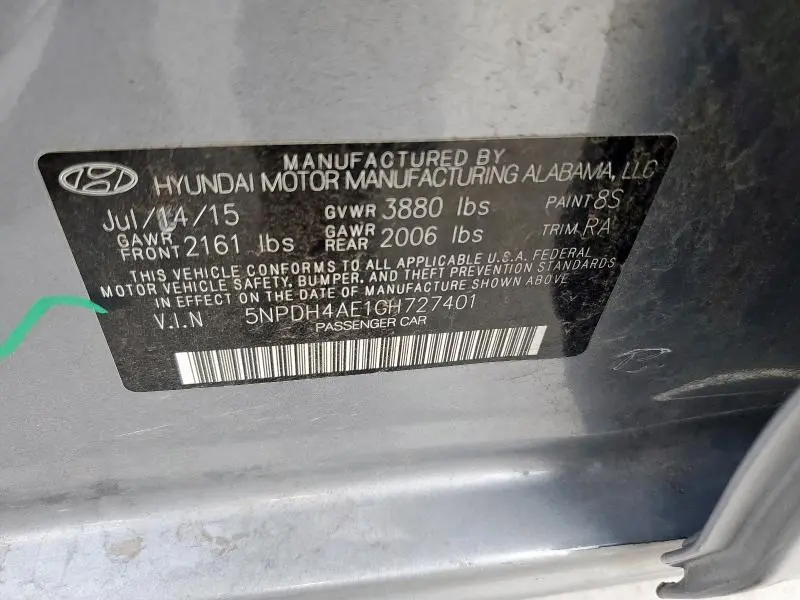 MANUFACTURED BY
HYUNDAI MOTOR MANUFACTURING ALABAMA, LLC
Jul/14/15 GVWR 3880 lbs PAINT 8S
GAWR FRONT 2161 lbs GAWR REAR 2006 lbs TRIM RA
THIS VEHICLE CONFORMS TO ALL APPLICABLE U.S.A. FEDERAL
MOTOR VEHICLE SAFETY, BUMPER, AND THEFT PREVENTION STANDARDS
IN EFFECT ON THE DATE OF MANUFACTURE SHOWN ABOVE
V.I.N 5NPDH4AE1GH727401
PASSENGER CAR